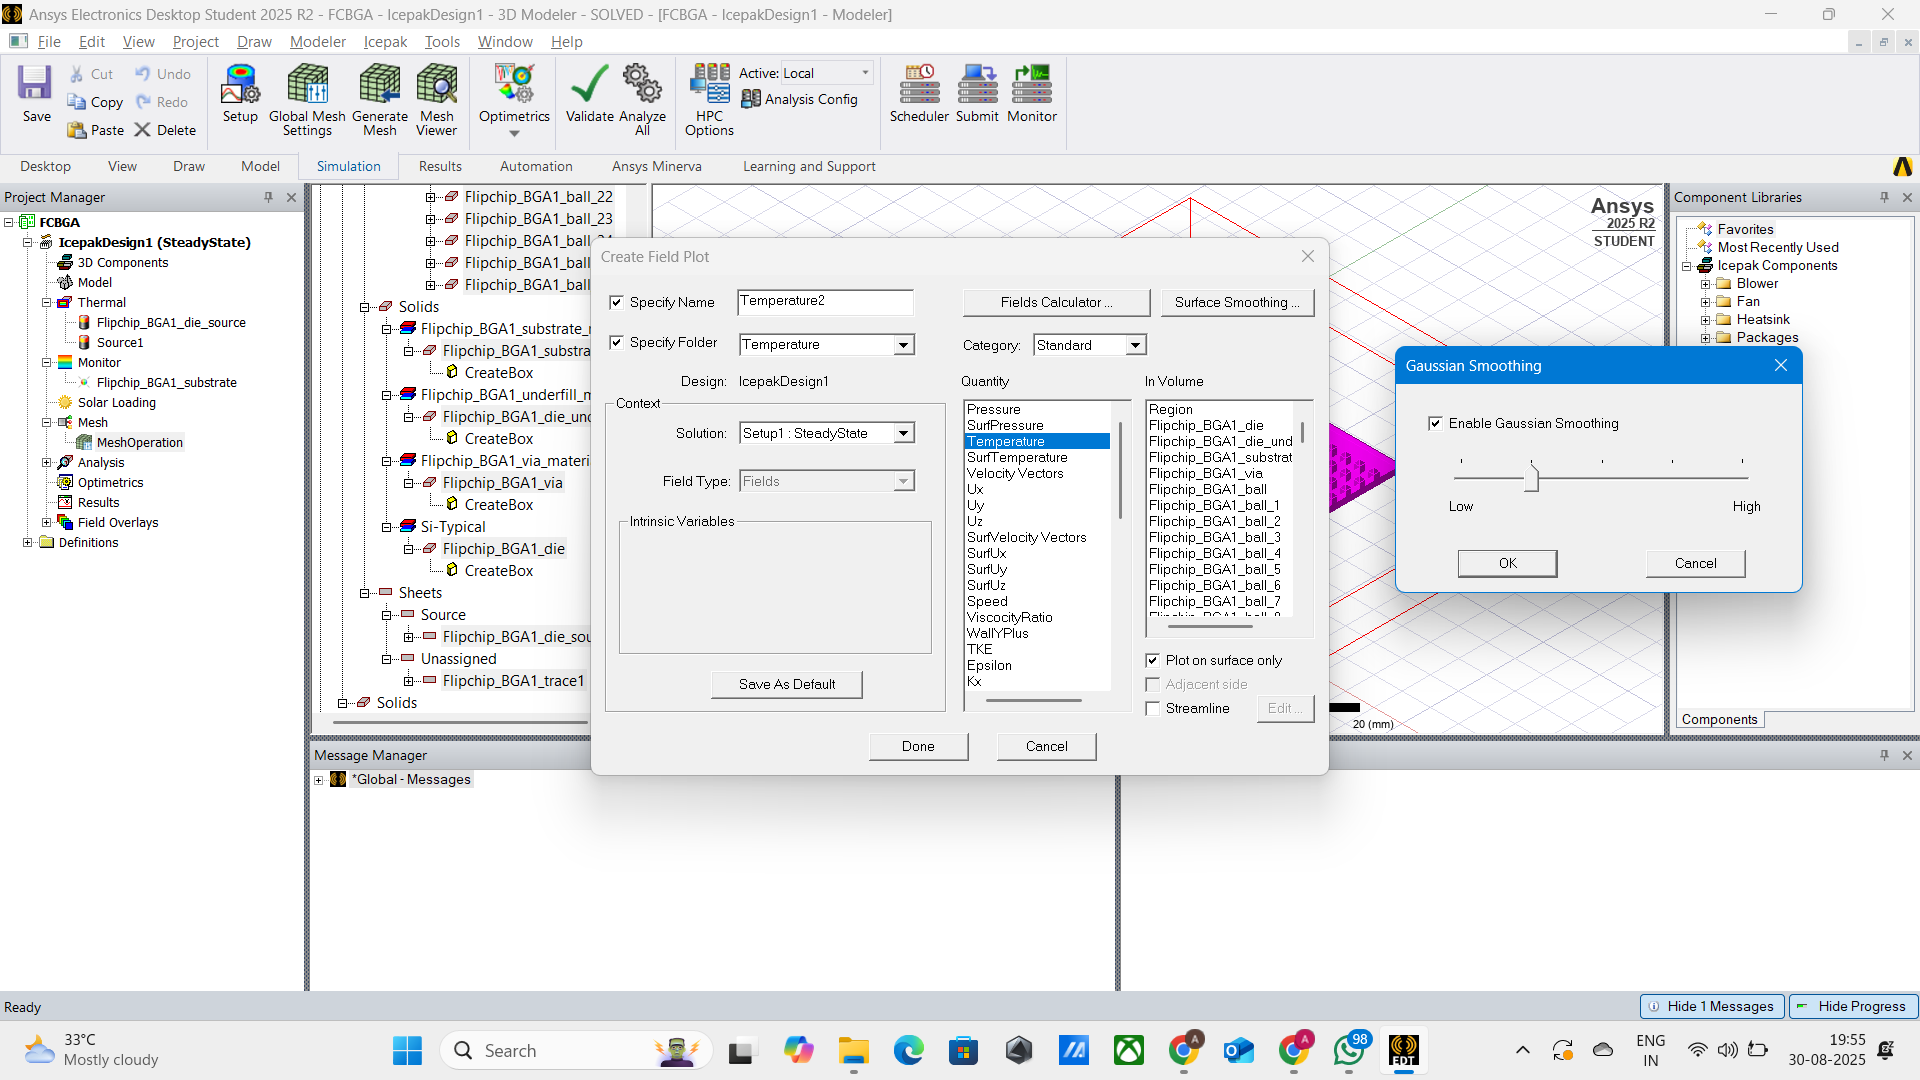 Ansys Electronics Desktop Student 2025 R2 - FCBGA - IcepakDesign1 - 3D Modeler - SOLVED - [FCBGA - IcepakDesign1 - Modeler]
File Edit View Project Draw Modeler Icepak Tools Window Help
Save
Cut
Copy
Paste
Undo
Redo
Delete
Setup
Global Mesh Settings
Generate Mesh
Mesh Viewer
Optimetrics
Validate
Analyze All
HPC Options
Active: Local
Analysis Config
Scheduler
Submit
Monitor
Desktop View Draw Model Simulation Results Automation Ansys Minerva Learning and Support
Project Manager
FCBGA
IcepakDesign1 (SteadyState)
3D Components
Model
Thermal
Flipchip_BGA1_die_source
Source1
Monitor
Flipchip_BGA1_substrate
Solar Loading
Mesh
MeshOperation
Analysis
Optimetrics
Results
Field Overlays
Definitions
Flipchip_BGA1_ball_22
Flipchip_BGA1_ball_23
Flipchip_BGA1_ball_24
Flipchip_BGA1_ball
Flipchip_BGA1_ball
Solids
Flipchip_BGA1_substrate_
Flipchip_BGA1_substra
CreateBox
Flipchip_BGA1_underfill_m
Flipchip_BGA1_die_und
CreateBox
Flipchip_BGA1_via_materi
Flipchip_BGA1_via
CreateBox
Si-Typical
Flipchip_BGA1_die
CreateBox
Sheets
Source
Flipchip_BGA1_die_sou
Unassigned
Flipchip_BGA1_trace1
Solids
Ansys
2025 R2
STUDENT
20 (mm)
Create Field Plot
Specify Name Temperature2
Fields Calculator ...
Surface Smoothing ...
Specify Folder Temperature
Category: Standard
Design: IcepakDesign1
Context
Solution: Setup1 : SteadyState
Field Type: Fields
Intrinsic Variables
Save As Default
Quantity
Pressure
SurfPressure
Temperature
SurfTemperature
Velocity Vectors
Ux
Uy
Uz
SurfVelocity Vectors
SurfUx
SurfUy
SurfUz
Speed
ViscosityRatio
WallYPlus
TKE
Epsilon
Kx
In Volume
Region
Flipchip_BGA1_die
Flipchip_BGA1_die_und
Flipchip_BGA1_substrat
Flipchip_BGA1_via
Flipchip_BGA1_ball
Flipchip_BGA1_ball_1
Flipchip_BGA1_ball_2
Flipchip_BGA1_ball_3
Flipchip_BGA1_ball_4
Flipchip_BGA1_ball_5
Flipchip_BGA1_ball_6
Flipchip_BGA1_ball_7
Plot on surface only
Adjacent side
Streamline
Edit ...
Done
Cancel
Gaussian Smoothing
Enable Gaussian Smoothing
Low
High
OK
Cancel
Component Libraries
Favorites
Most Recently Used
Icepak Components
Blower
Fan
Heatsink
Packages
Components
Message Manager
*Global - Messages
Ready
Hide 1 Messages
Hide Progress
33°C
Mostly cloudy
Search
98
EDT
ENG
IN
19:55
30-08-2025